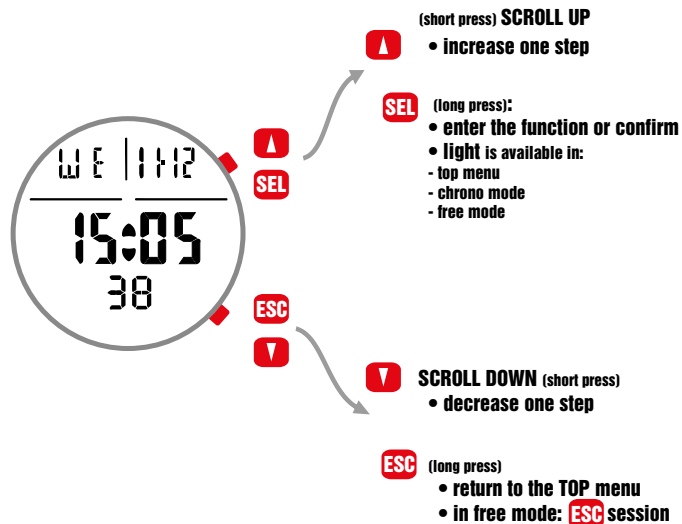 (short press) SCROLL UP
• increase one step
SEL (long press):
• enter the function or confirm
• light is available in:
- top menu
- chrono mode
- free mode
WE 11-12
SEL
15:05
38
ESC
SCROLL DOWN (short press)
• decrease one step
ESC (long press)
• return to the TOP menu
• in free mode: ESC session